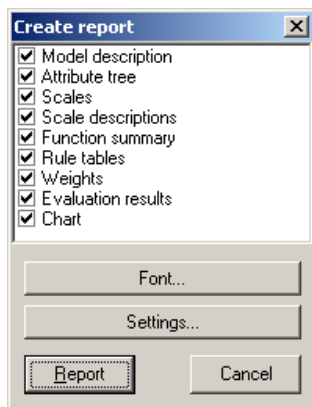 Create report
Model description
Attribute tree
Scales
Scale descriptions
Function summary
Rule tables
Weights
Evaluation results
Chart
Font...
Settings...
Report
Cancel